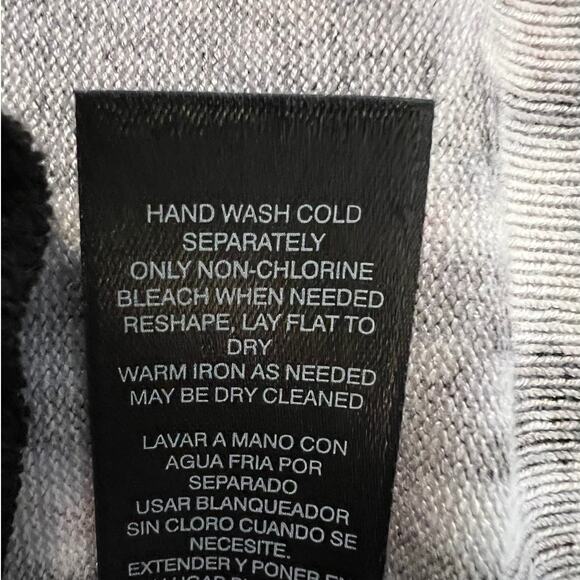 HAND WASH COLD
SEPARATELY
ONLY NON-CHLORINE
BLEACH WHEN NEEDED
RESHAPE, LAY FLAT TO
DRY
WARM IRON AS NEEDED
MAY BE DRY CLEANED
LAVAR A MANO CON
AGUA FRIA POR
SEPARADO
USAR BLANQUEADOR
SIN CLORO CUANDO SE
NECESITE.
EXTENDER Y PONER EN